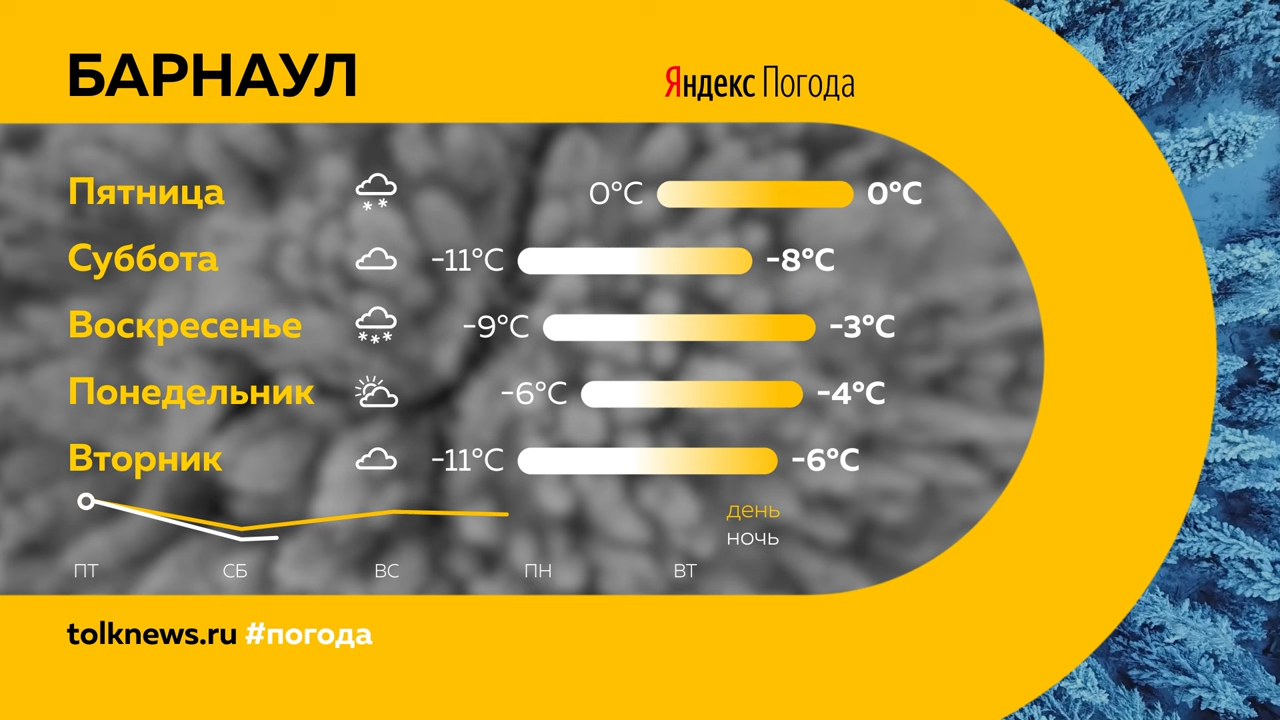 БАРНАУЛ
Яндекс Погода
Пятница 0°C 0°C
Суббота -11°C -8°C
Воскресенье -9°C -3°C
Понедельник -6°C -4°C
Вторник -11°C -6°C
день
ночь
ПТ СБ ВС ПН ВТ
tolknews.ru #погода